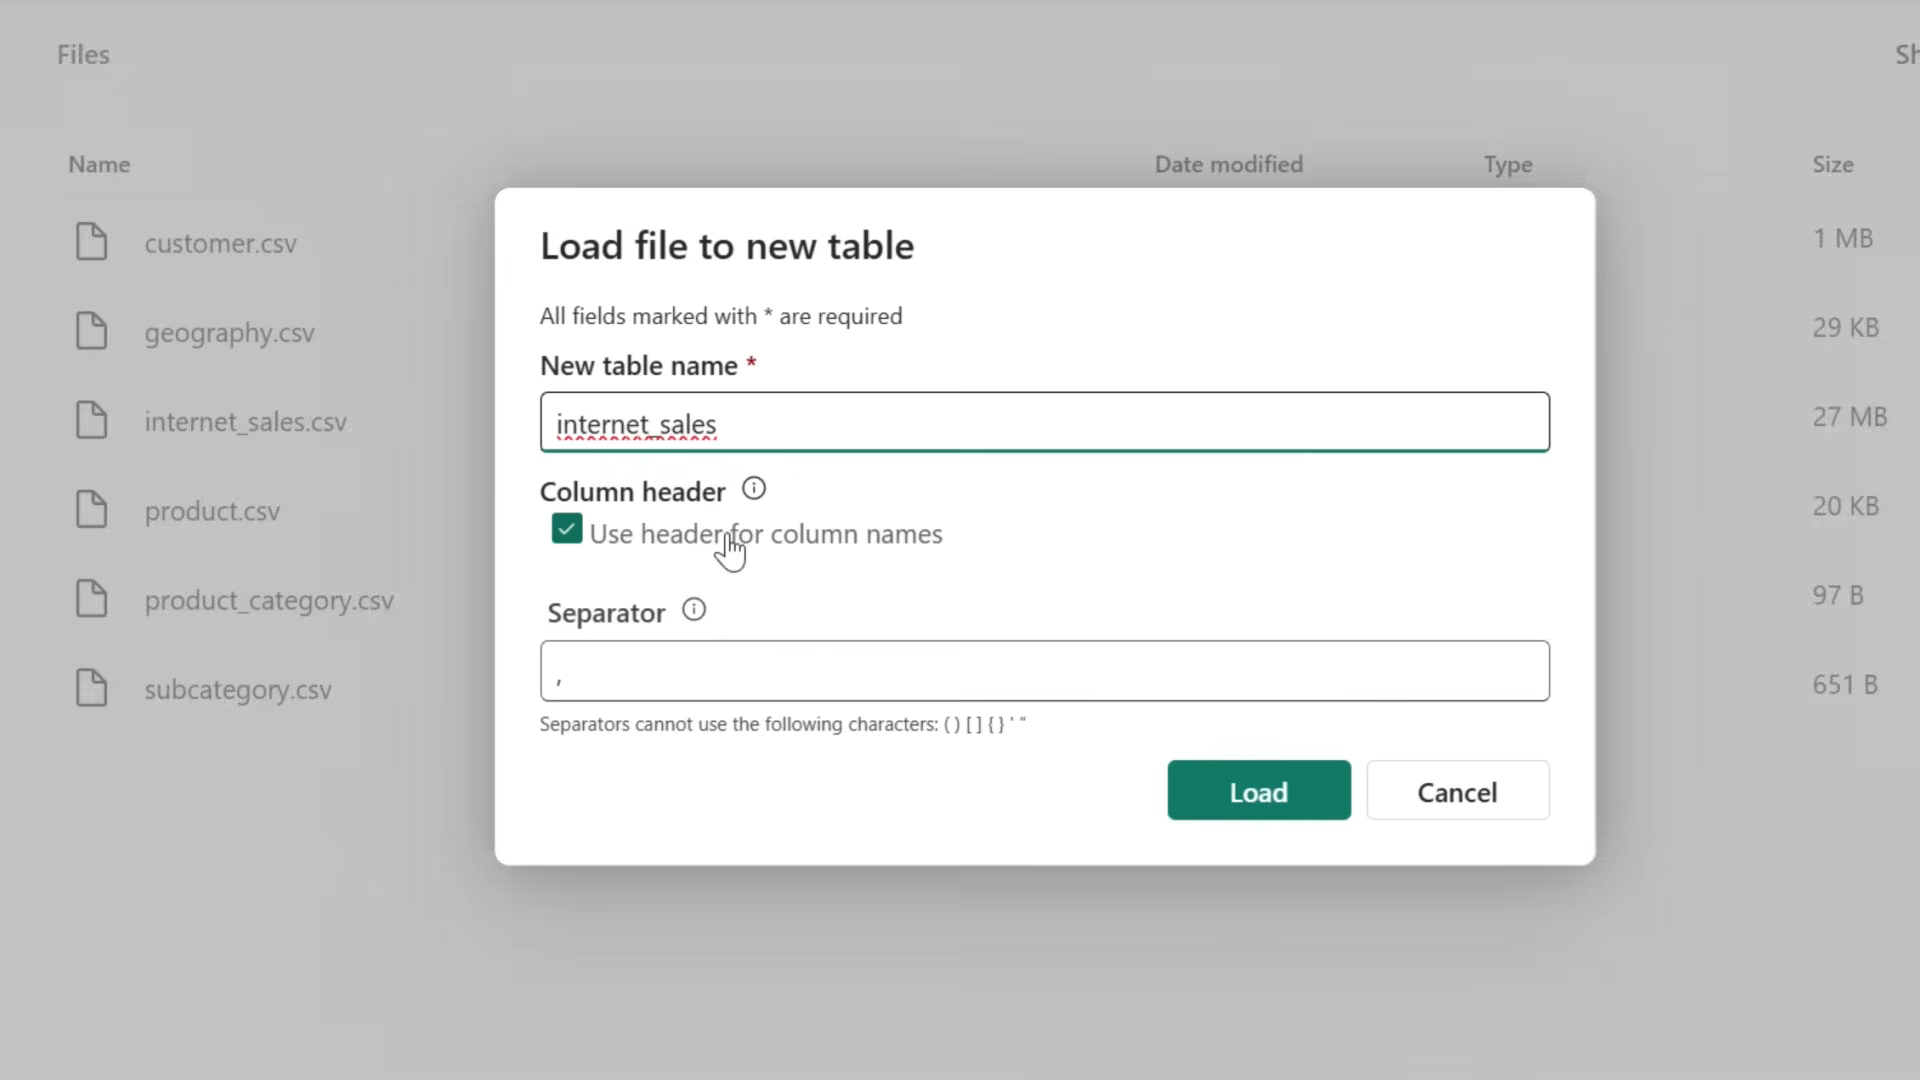 Files
Name Date modified Type Size
customer.csv 1 MB
geography.csv 29 KB
internet_sales.csv 27 MB
product.csv 20 KB
product_category.csv 97 B
subcategory.csv 651 B
Load file to new table
All fields marked with * are required
New table name *
internet_sales
Column header
Use header for column names
Separator
,
Separators cannot use the following characters: ( ) [ ] { } ' "
Load Cancel